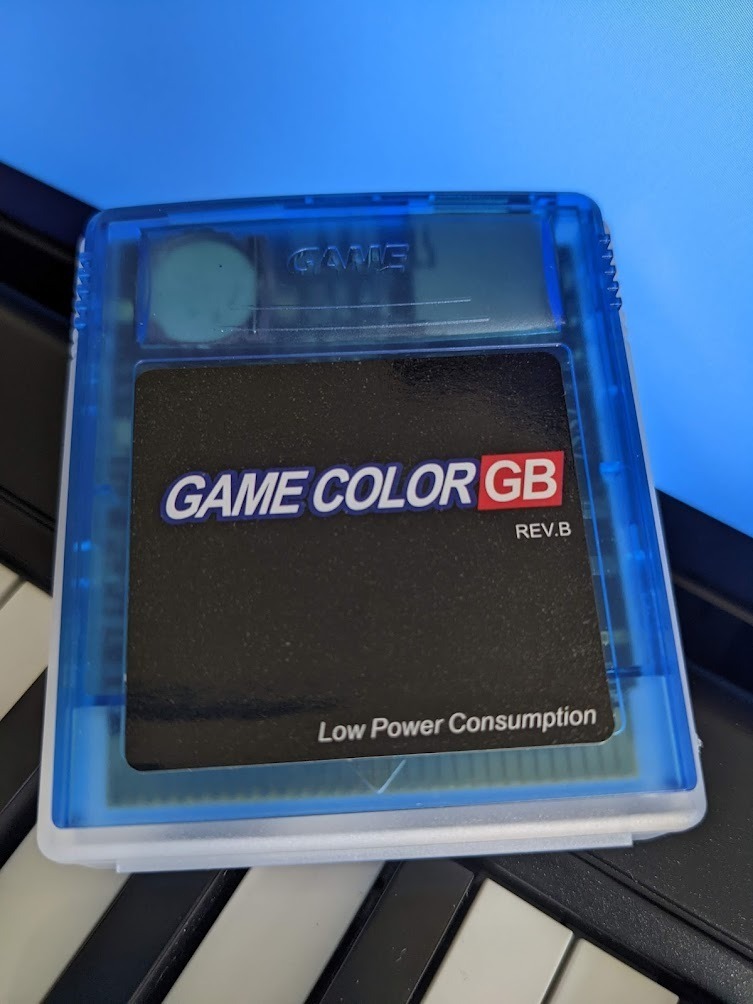 GAME
GAME COLOR GB
REV.B
Low Power Consumption